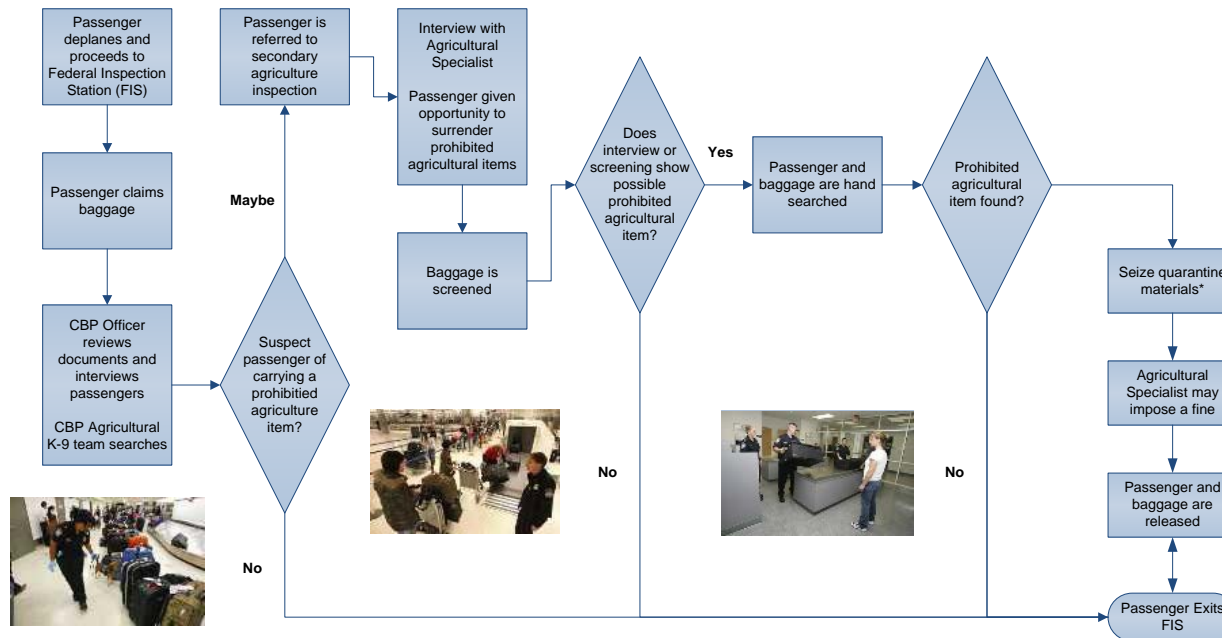 Passenger
deplanes and
proceeds to
Federal Inspection
Station (FIS)
Passenger claims
baggage
CBP Officer
reviews
documents and
interviews
passengers
CBP Agricultural
K-9 team searches
Suspect
passenger of
carrying a
prohibitied
agriculture
item?
Maybe
No
Passenger is
referred to
secondary
agriculture
inspection
Interview with
Agricultural
Specialist
Passenger given
opportunity to
surrender
prohibited
agricultural items
Baggage is
screened
Does
interview or
screening show
possible
prohibited
agricultural
item?
Yes
No
Passenger and
baggage are hand
searched
Prohibited
agricultural
item found?
No
Seize quarantine
materials*
Agricultural
Specialist may
impose a fine
Passenger and
baggage are
released
Passenger Exits
FIS